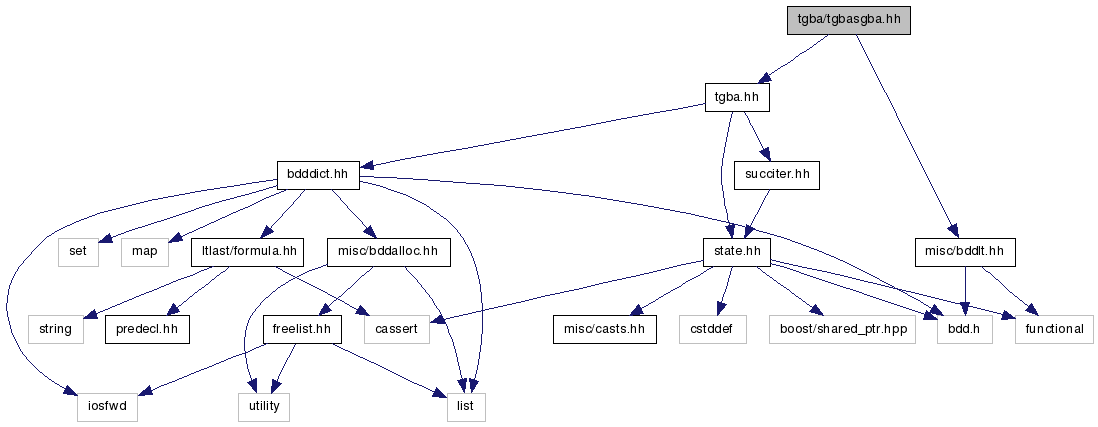 tgba/tgbasgba.hh
tgba.hh
bdddict.hh
succiter.hh
set
map
ltlast/formula.hh
misc/bddalloc.hh
state.hh
misc/bddlt.hh
string
predecl.hh
freelist.hh
cassert
misc/casts.hh
cstddef
boost/shared_ptr.hpp
bdd.h
functional
iosfwd
utility
list